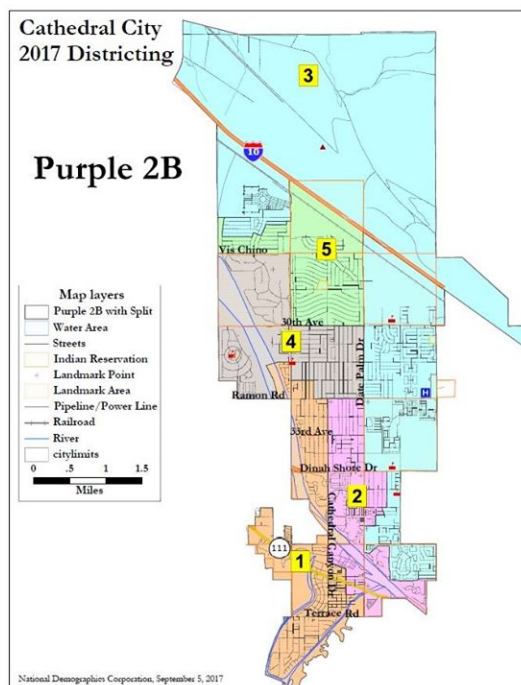 Cathedral City
2017 Districting
3
10
Purple 2B
5
Vis Chino
Map layers
Purple 2B with Split
Water Area
Streets
Indian Reservation
Landmark Point
Landmark Area
Pipeline/Power Line
Railroad
River
citylimits
0 .5 1 1.5
Miles
30th Ave
4
Date Palm Dr
Ramon Rd
H
33rd Ave
Dinah Shore Dr
2
Cathedral Canyon Dr
111
1
Terrace Rd
National Demographics Corporation, September 5, 2017